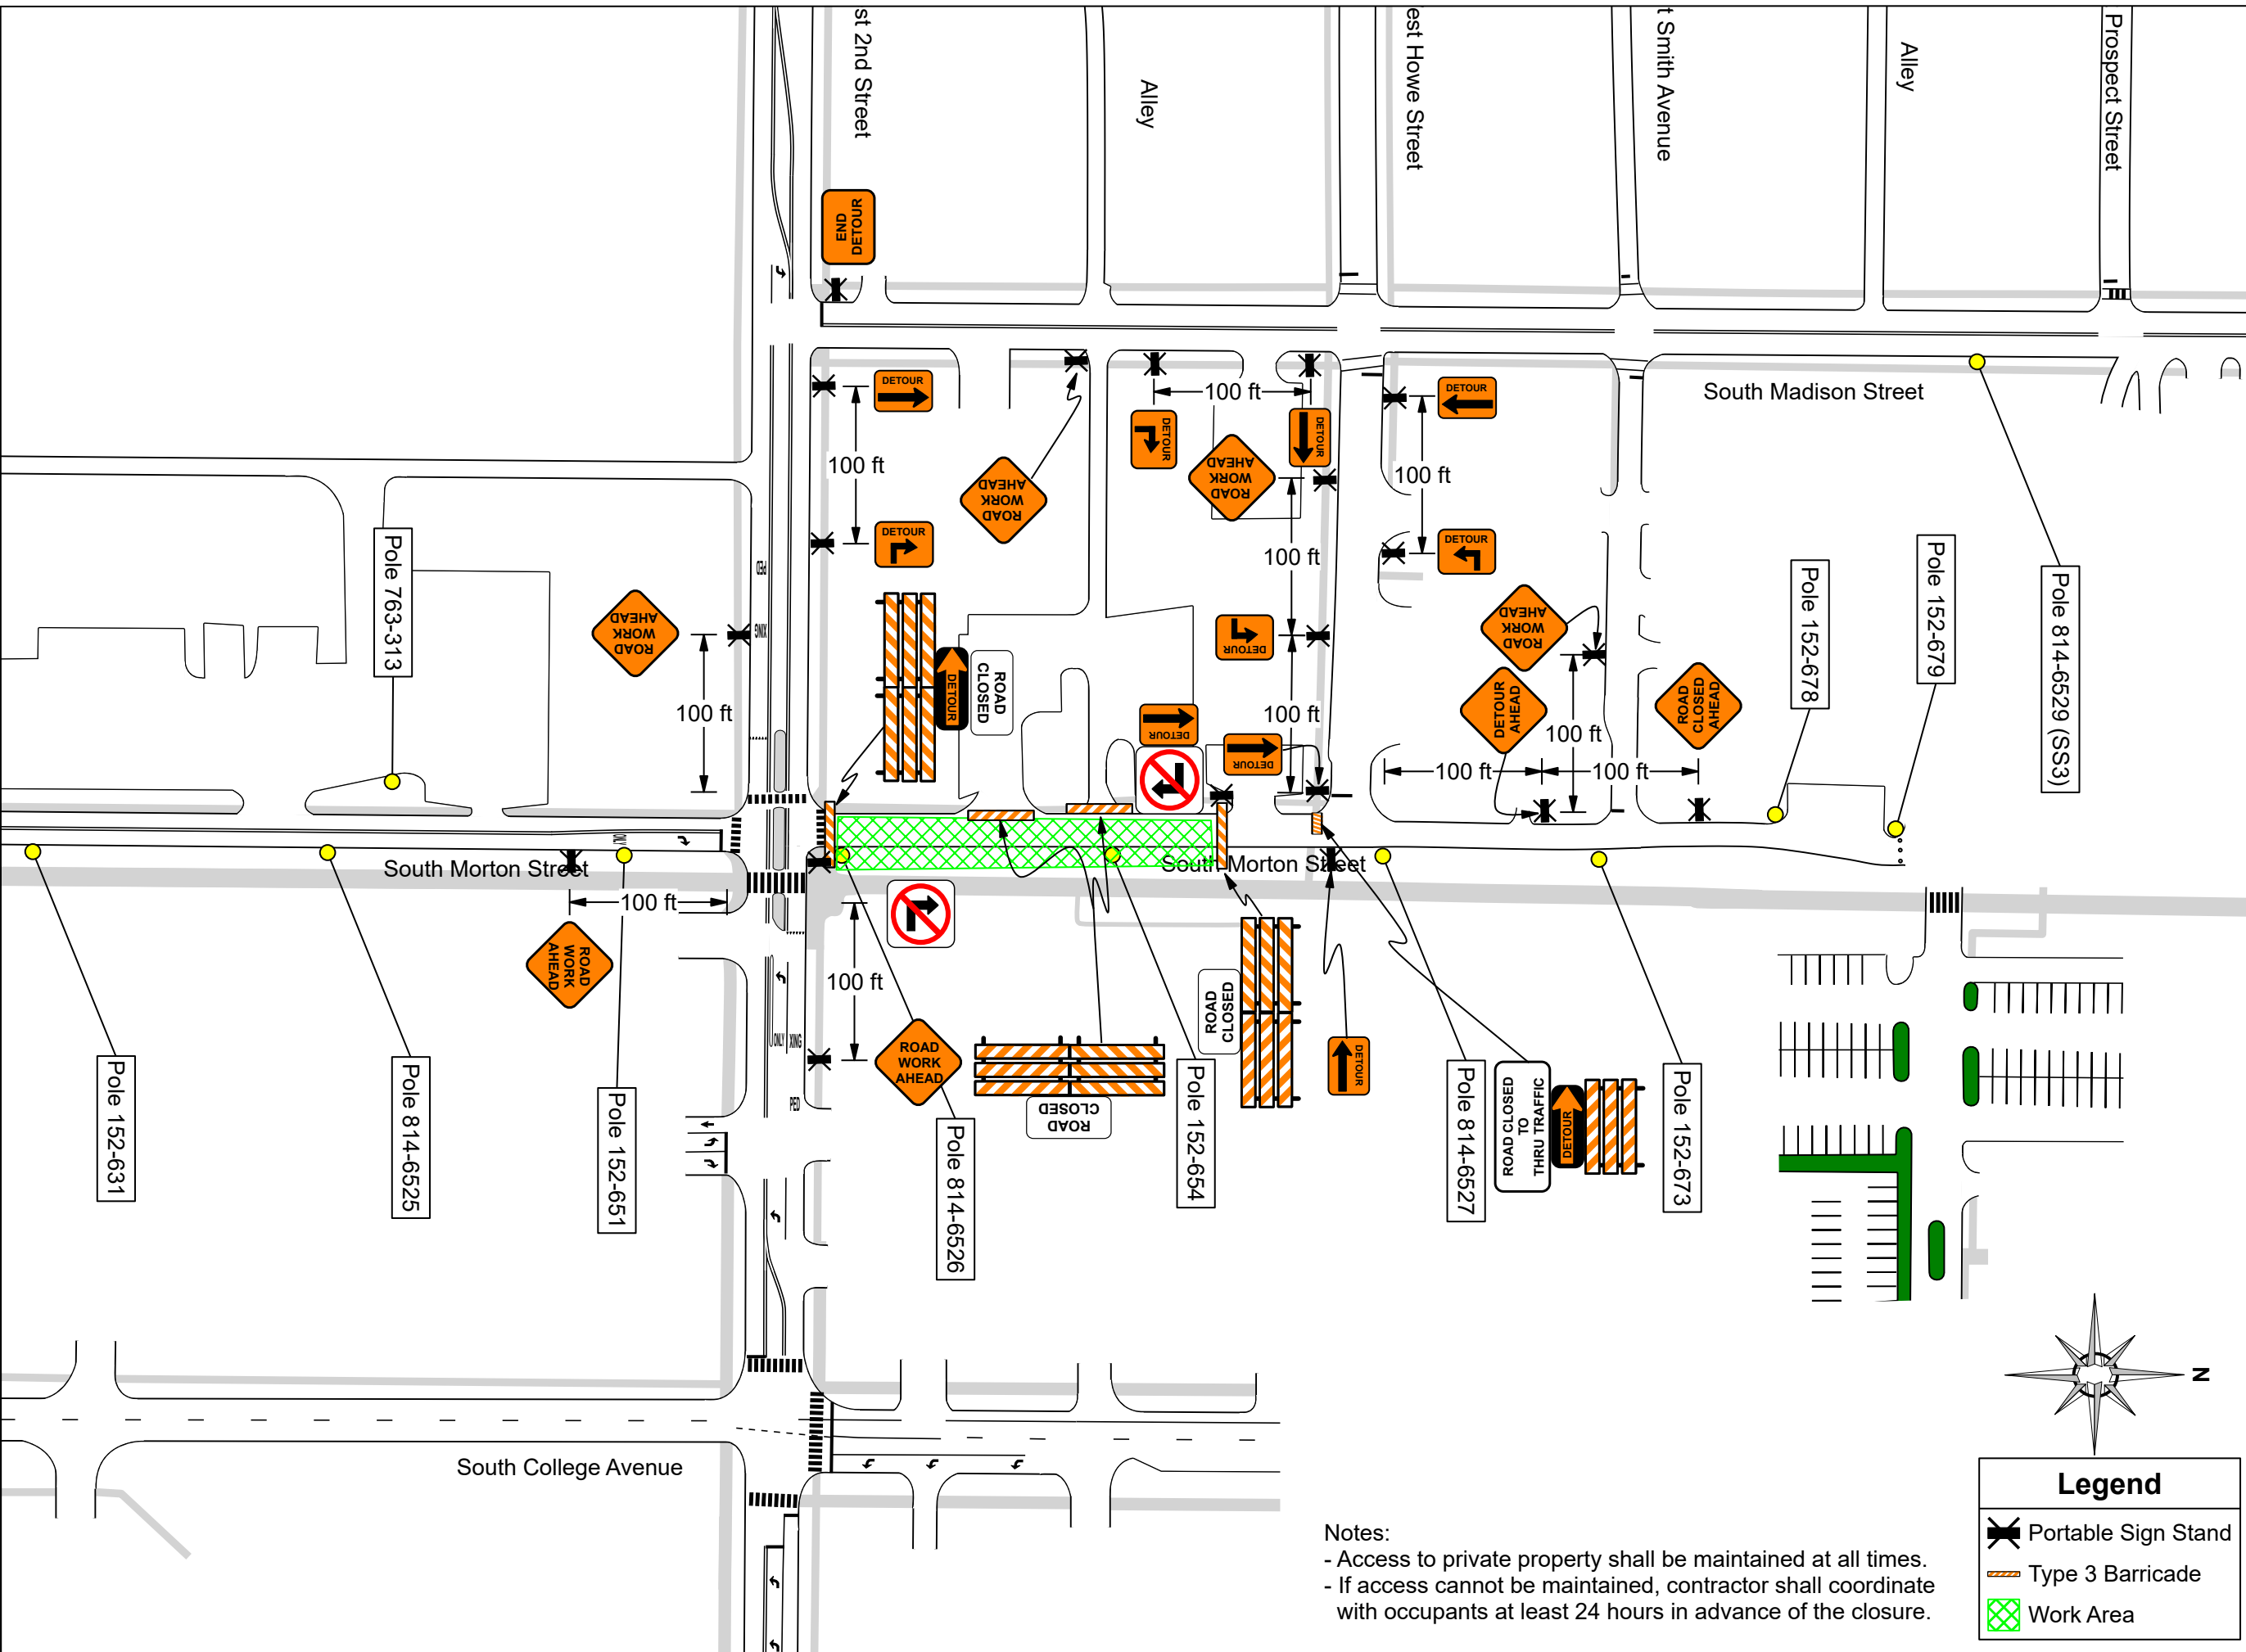 st 2nd Street
Alley
est Howe Street
t Smith Avenue
Alley
Prospect Street
END
DETOUR
South Madison Street
DETOUR
100 ft
DETOUR
ROAD
WORK
AHEAD
100 ft
DETOUR
ROAD
WORK
AHEAD
DETOUR
DETOUR
100 ft
DETOUR
100 ft
DETOUR
100 ft
DETOUR
DETOUR
ROAD
WORK
AHEAD
DETOUR
AHEAD
100 ft
ROAD
CLOSED
AHEAD
100 ft
100 ft
Pole 763-313
Pole 152-678
Pole 152-679
Pole 814-6529 (SS3)
ROAD
WORK
AHEAD
100 ft
PED
XING
DETOUR
ROAD
CLOSED
ONLY
South Morton Street
South Morton Street
100 ft
ROAD
WORK
AHEAD
100 ft
ONLY
XING
PED
ROAD
WORK
AHEAD
ROAD
CLOSED
ROAD
CLOSED
DETOUR
ROAD CLOSED
TO
THRU TRAFFIC
DETOUR
Pole 152-631
Pole 814-6525
Pole 152-651
Pole 814-6526
Pole 152-654
Pole 814-6527
Pole 152-673
South College Avenue
N
Notes:
- Access to private property shall be maintained at all times.
- If access cannot be maintained, contractor shall coordinate
with occupants at least 24 hours in advance of the closure.
Legend
Portable Sign Stand
Type 3 Barricade
Work Area